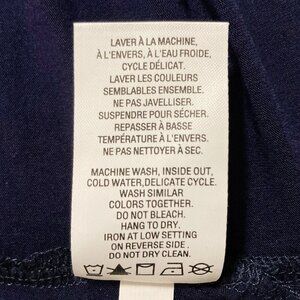 LAVER À LA MACHINE,
À L'ENVERS, À L'EAU FROIDE,
CYCLE DÉLICAT.
LAVER LES COULEURS
SEMBLABLES ENSEMBLE.
NE PAS JAVELLISER.
SUSPENDRE POUR SÉCHER.
REPASSER À BASSE
TEMPÉRATURE À L'ENVERS.
NE PAS NETTOYER À SEC.
MACHINE WASH, INSIDE OUT,
COLD WATER, DELICATE CYCLE.
WASH SIMILAR
COLORS TOGETHER.
DO NOT BLEACH.
HANG TO DRY.
IRON AT LOW SETTING
ON REVERSE SIDE.
DO NOT DRY CLEAN.